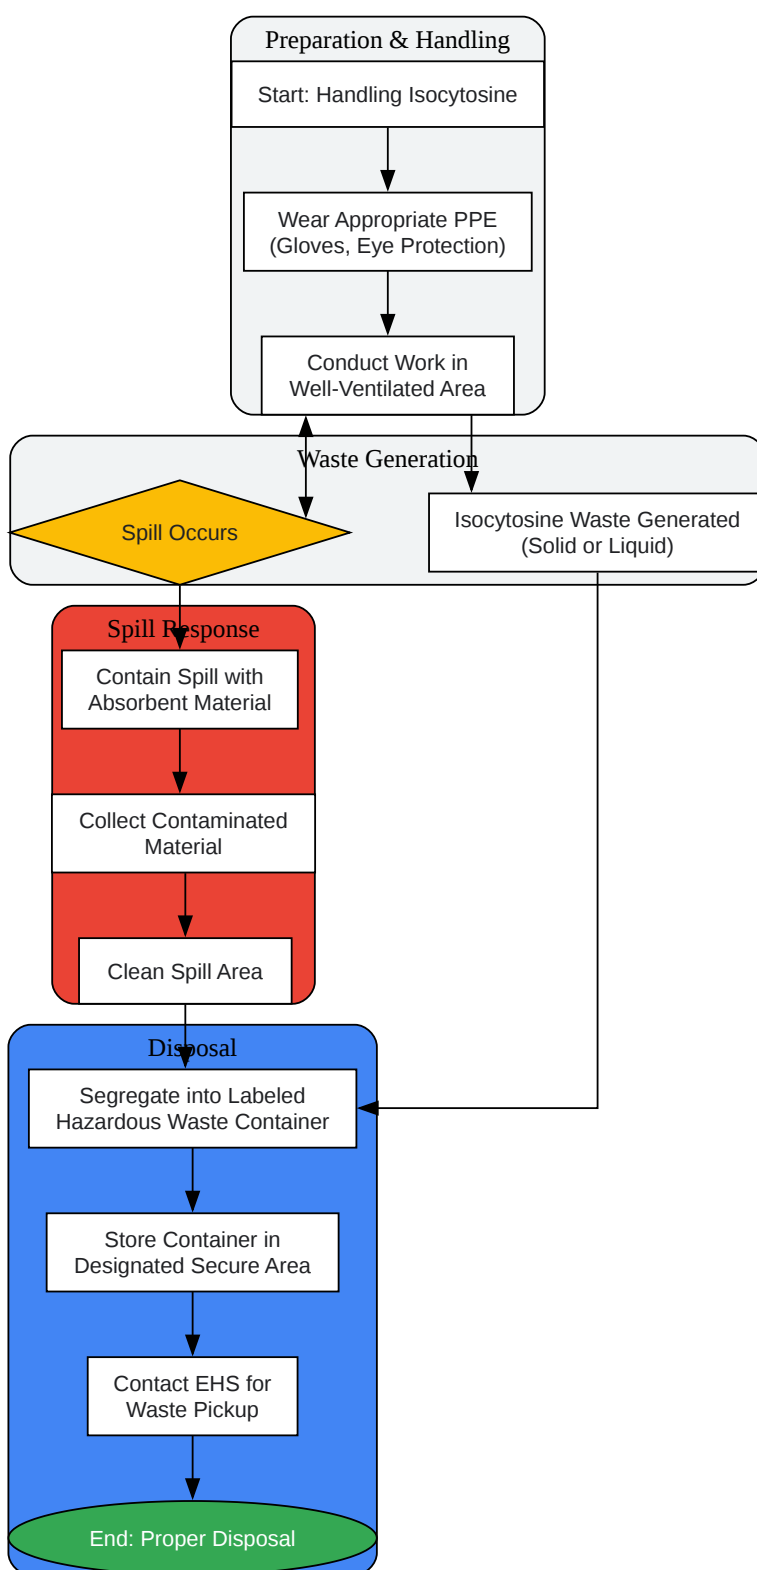 Preparation & Handling
Start: Handling Isocytosine
Wear Appropriate PPE
(Gloves, Eye Protection)
Conduct Work in
Well-Ventilated Area
Waste Generation
Spill Occurs
Isocytosine Waste Generated
(Solid or Liquid)
Spill Response
Contain Spill with
Absorbent Material
Collect Contaminated
Material
Clean Spill Area
Disposal
Segregate into Labeled
Hazardous Waste Container
Store Container in
Designated Secure Area
Contact EHS for
Waste Pickup
End: Proper Disposal